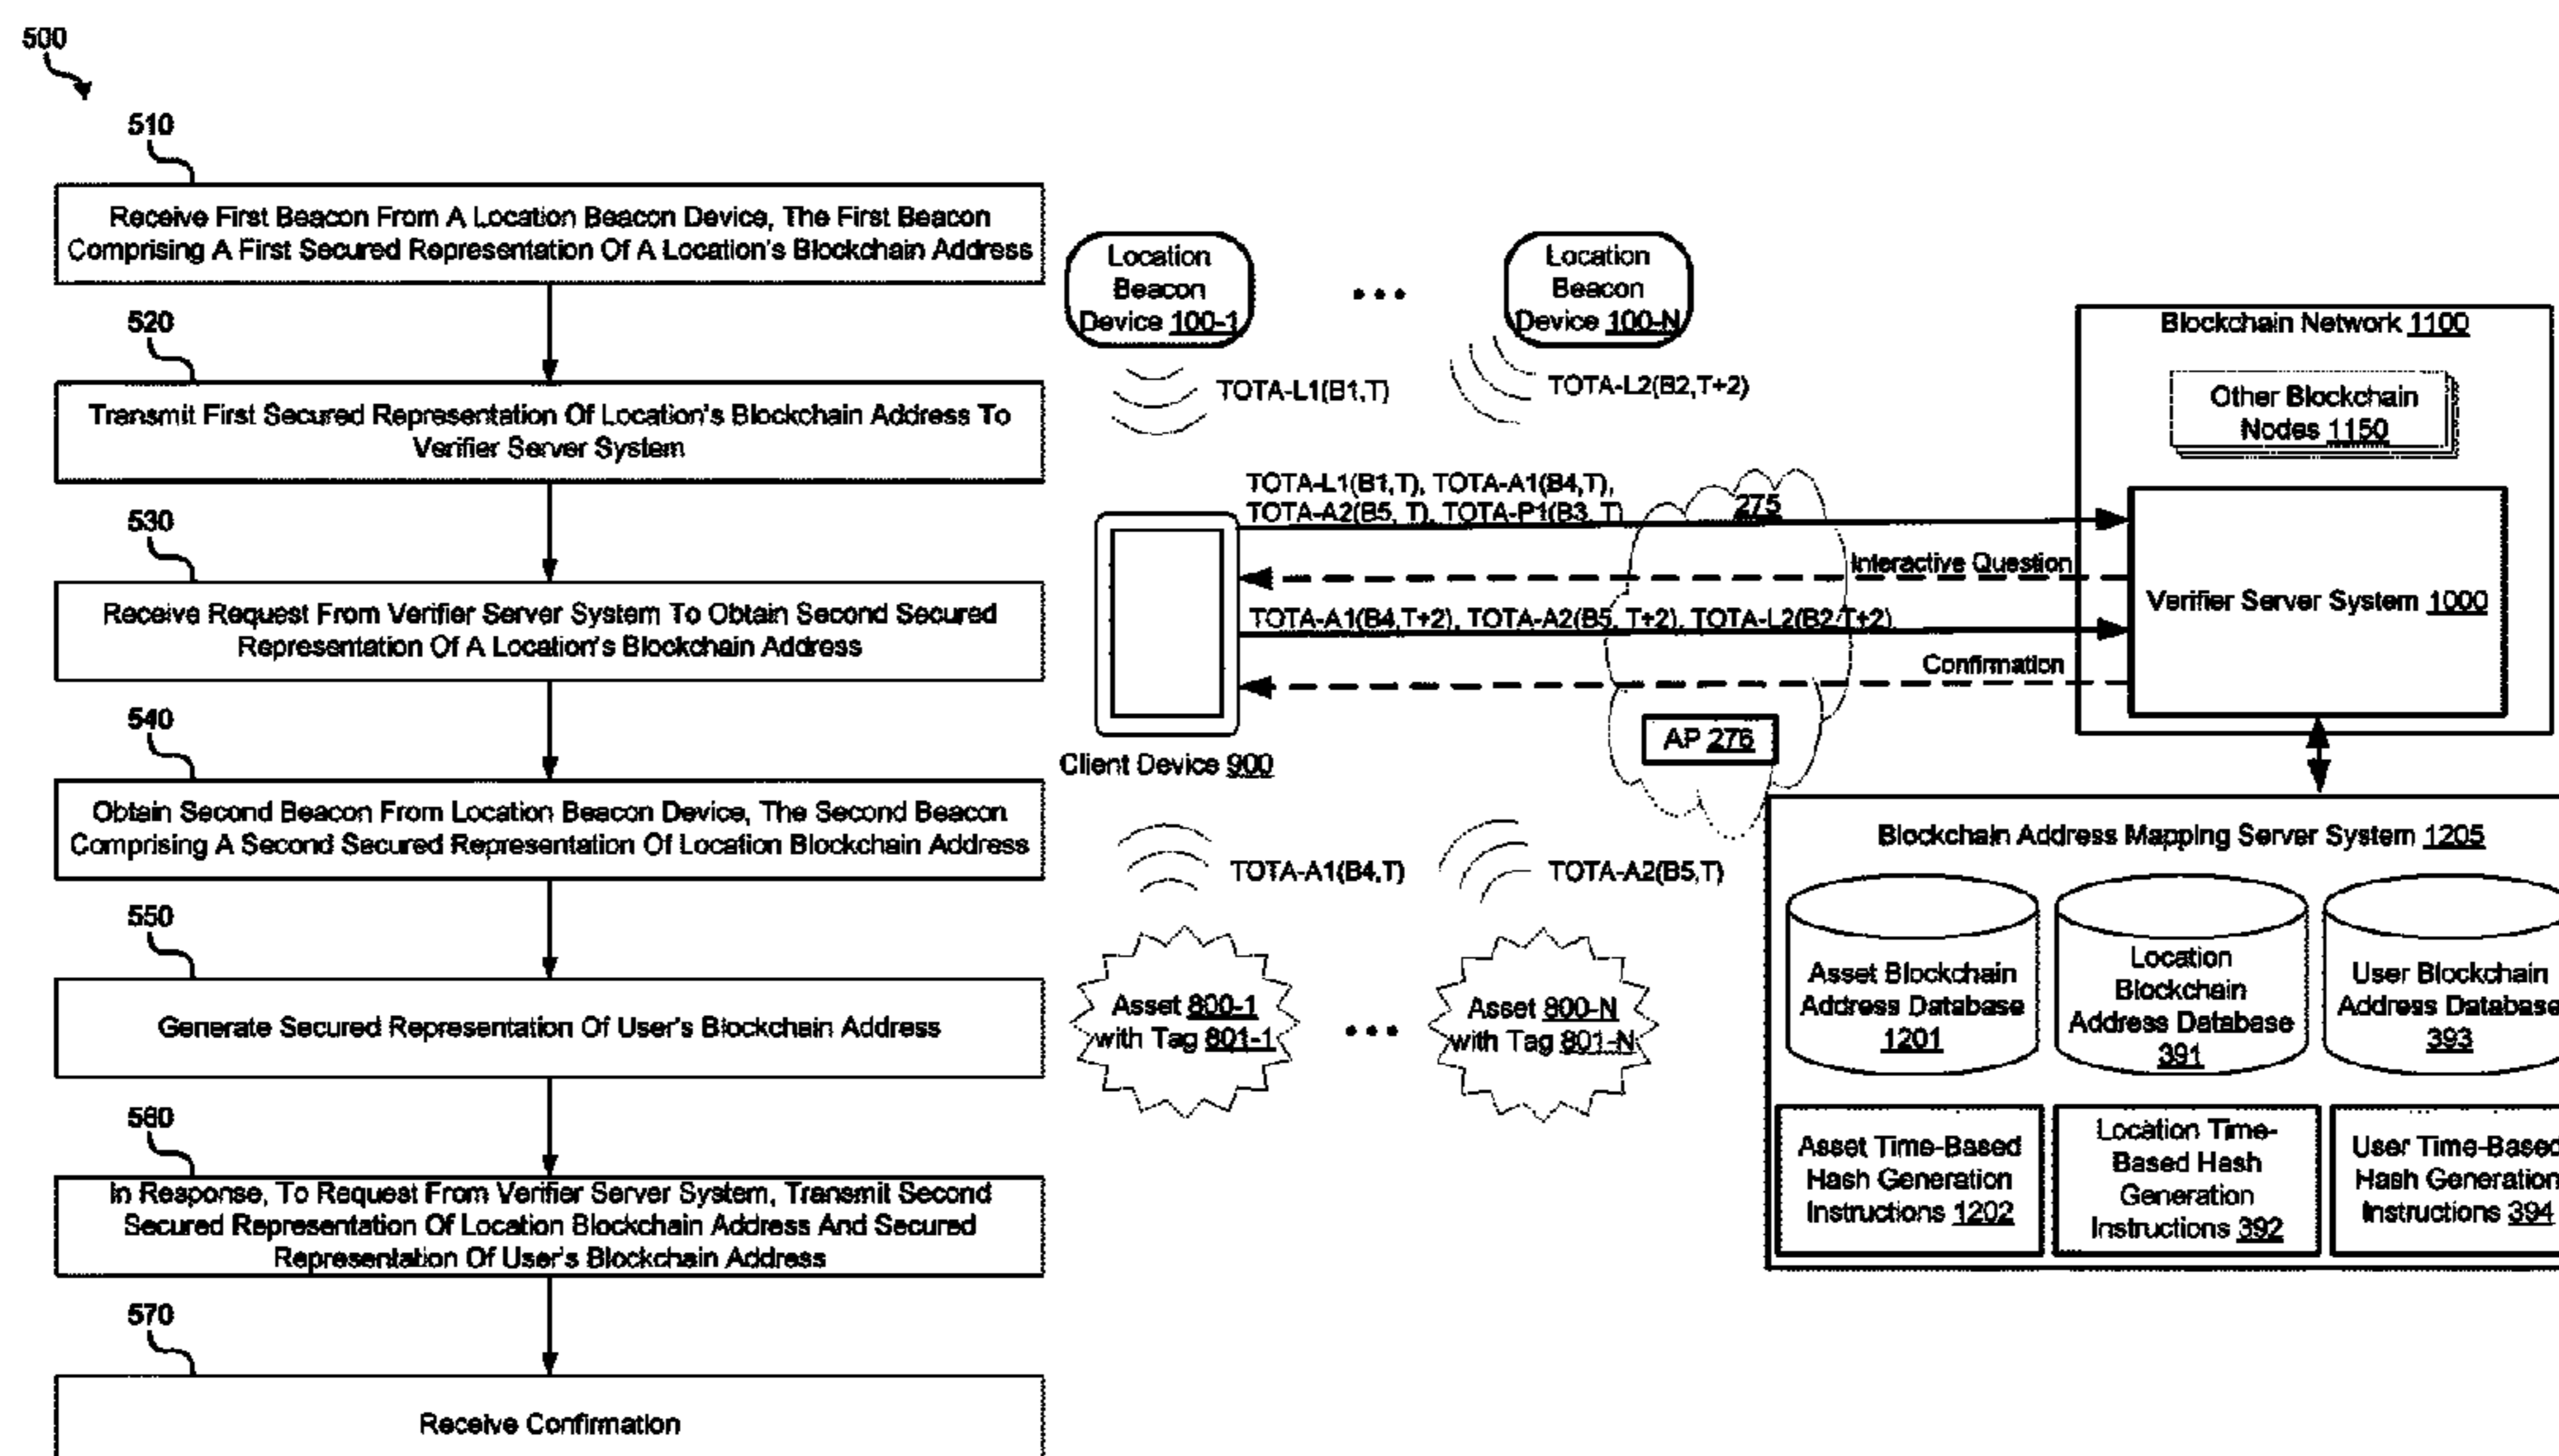 500
510
Receive First Beacon From A Location Beacon Device, The First Beacon
Comprising A First Secured Representation Of A Location's Blockchain Address
520
Transmit First Secured Representation Of Location's Blockchain Address To
Verifier Server System
530
Receive Request From Verifier Server System To Obtain Second Secured
Representation Of A Location's Blockchain Address
540
Obtain Second Beacon From Location Beacon Device, The Second Beacon
Comprising A Second Secured Representation Of Location Blockchain Address
550
Generate Secured Representation Of User's Blockchain Address
560
In Response, To Request From Verifier Server System, Transmit Second
Secured Representation Of Location Blockchain Address And Secured
Representation Of User's Blockchain Address
570
Receive Confirmation
Location
Beacon
Device 100-1
• • •
Location
Beacon
Device 100-N
TOTA-L1(B1,T)
TOTA-L2(B2,T+2)
TOTA-L1(B1,T), TOTA-A1(B4,T),
TOTA-A2(B5, T), TOTA-P1(B3, T)
275
Interactive Question
TOTA-A1(B4,T+2), TOTA-A2(B5, T+2), TOTA-L2(B2,T+2)
Confirmation
AP 276
Client Device 900
TOTA-A1(B4,T)
TOTA-A2(B5,T)
Asset 800-1
with Tag 801-1
• • •
Asset 800-N
with Tag 801-N
Blockchain Network 1100
Other Blockchain
Nodes 1150
Verifier Server System 1000
Blockchain Address Mapping Server System 1205
Asset Blockchain
Address Database
1201
Location
Blockchain
Address Database
391
User Blockchain
Address Database
393
Asset Time-Based
Hash Generation
Instructions 1202
Location Time-
Based Hash
Generation
Instructions 392
User Time-Based
Hash Generation
Instructions 394